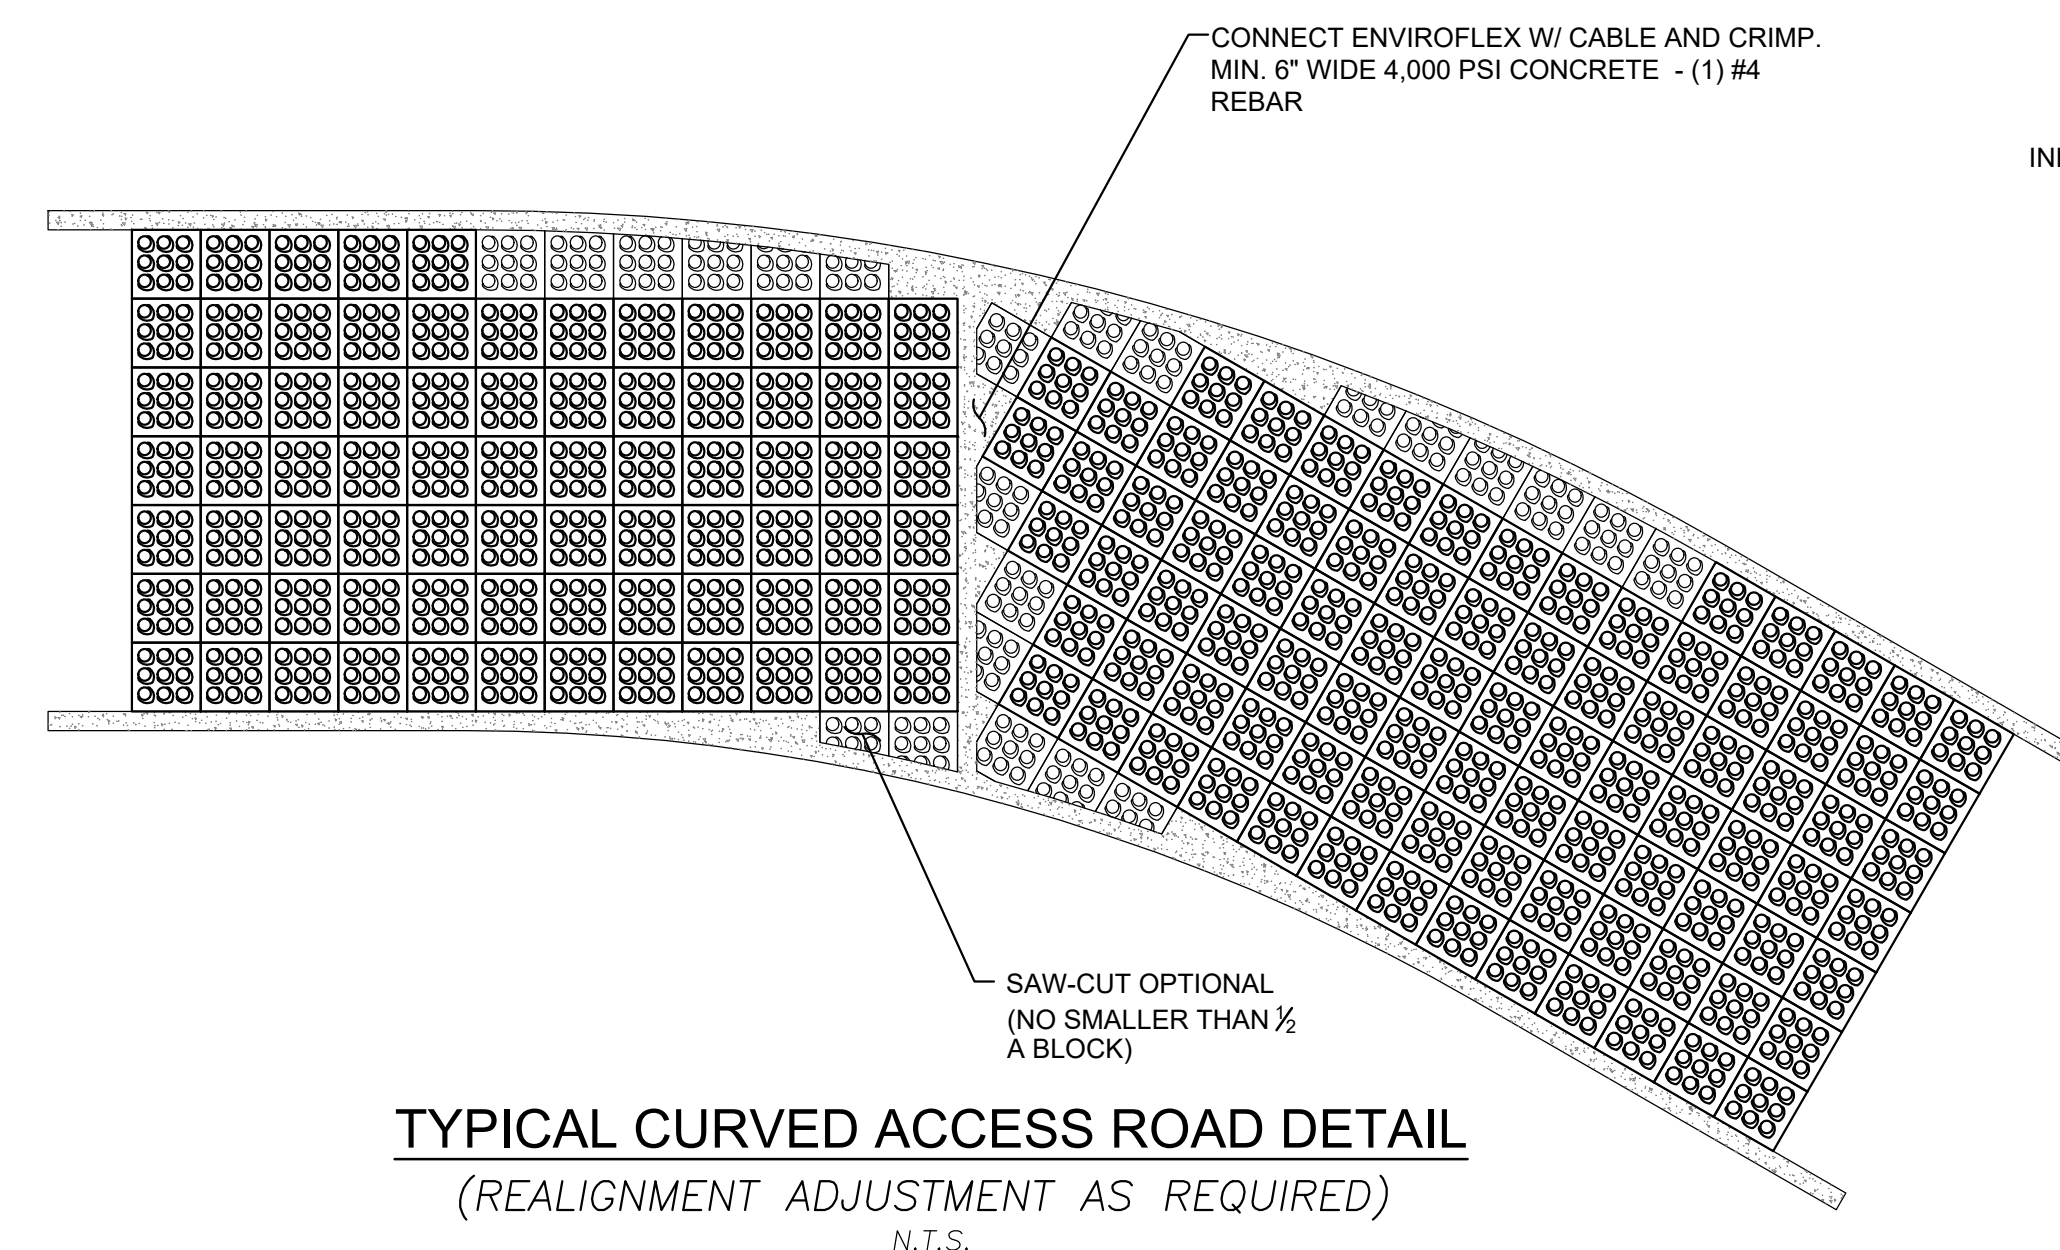 CONNECT ENVIROFLEX W/ CABLE AND CRIMP.
MIN. 6" WIDE 4,000 PSI CONCRETE - (1) #4
REBAR
SAW-CUT OPTIONAL
(NO SMALLER THAN ½
A BLOCK)
TYPICAL CURVED ACCESS ROAD DETAIL
(REALIGNMENT ADJUSTMENT AS REQUIRED)
N.T.S.